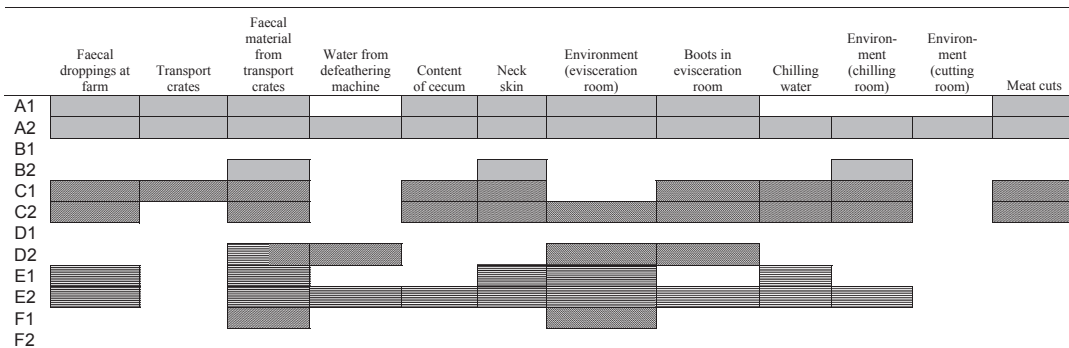 Faecal
droppings at
farm
Transport
crates
Faecal
material
from
transport
crates
Water from
defeathering
machine
Content
of cecum
Neck
skin
Environment
(evisceration
room)
Boots in
evisceration
room
Chilling
water
Environ-
ment
(chilling
room)
Environ-
ment
(cutting
room)
Meat cuts
A1
A2
B1
B2
C1
C2
D1
D2
E1
E2
F1
F2